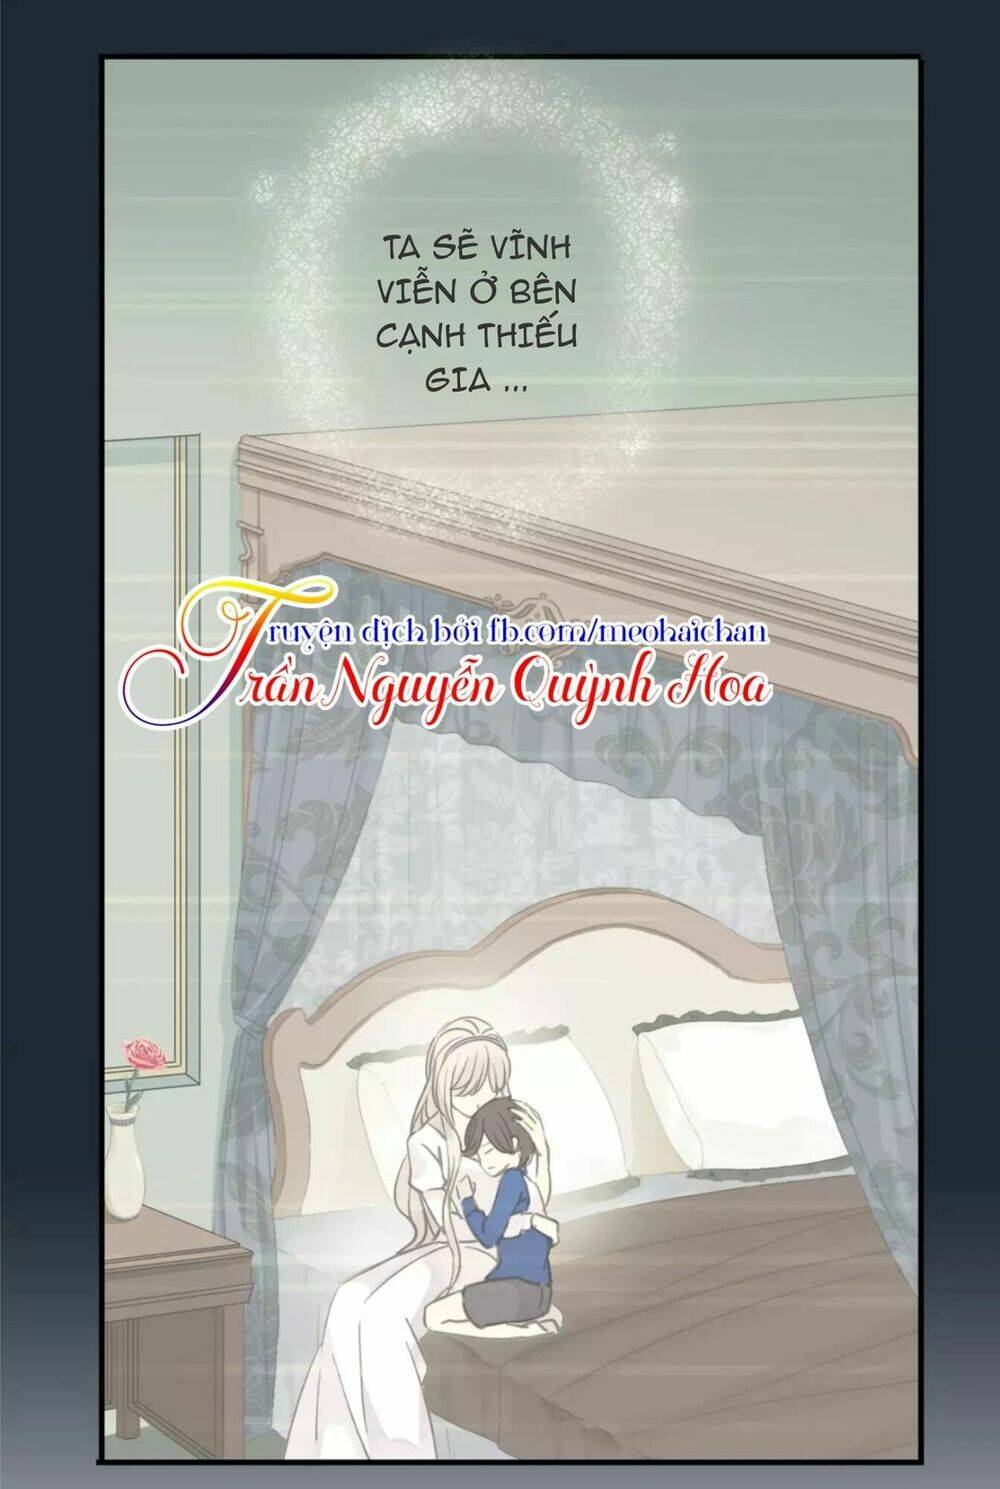 TA SẼ VĨNH
VIỄN Ở BÊN
CẠNH THIẾU
GIA ...
Truyện dịch bởi fb.com/meohaichan
Trần Nguyễn Quỳnh Hoa